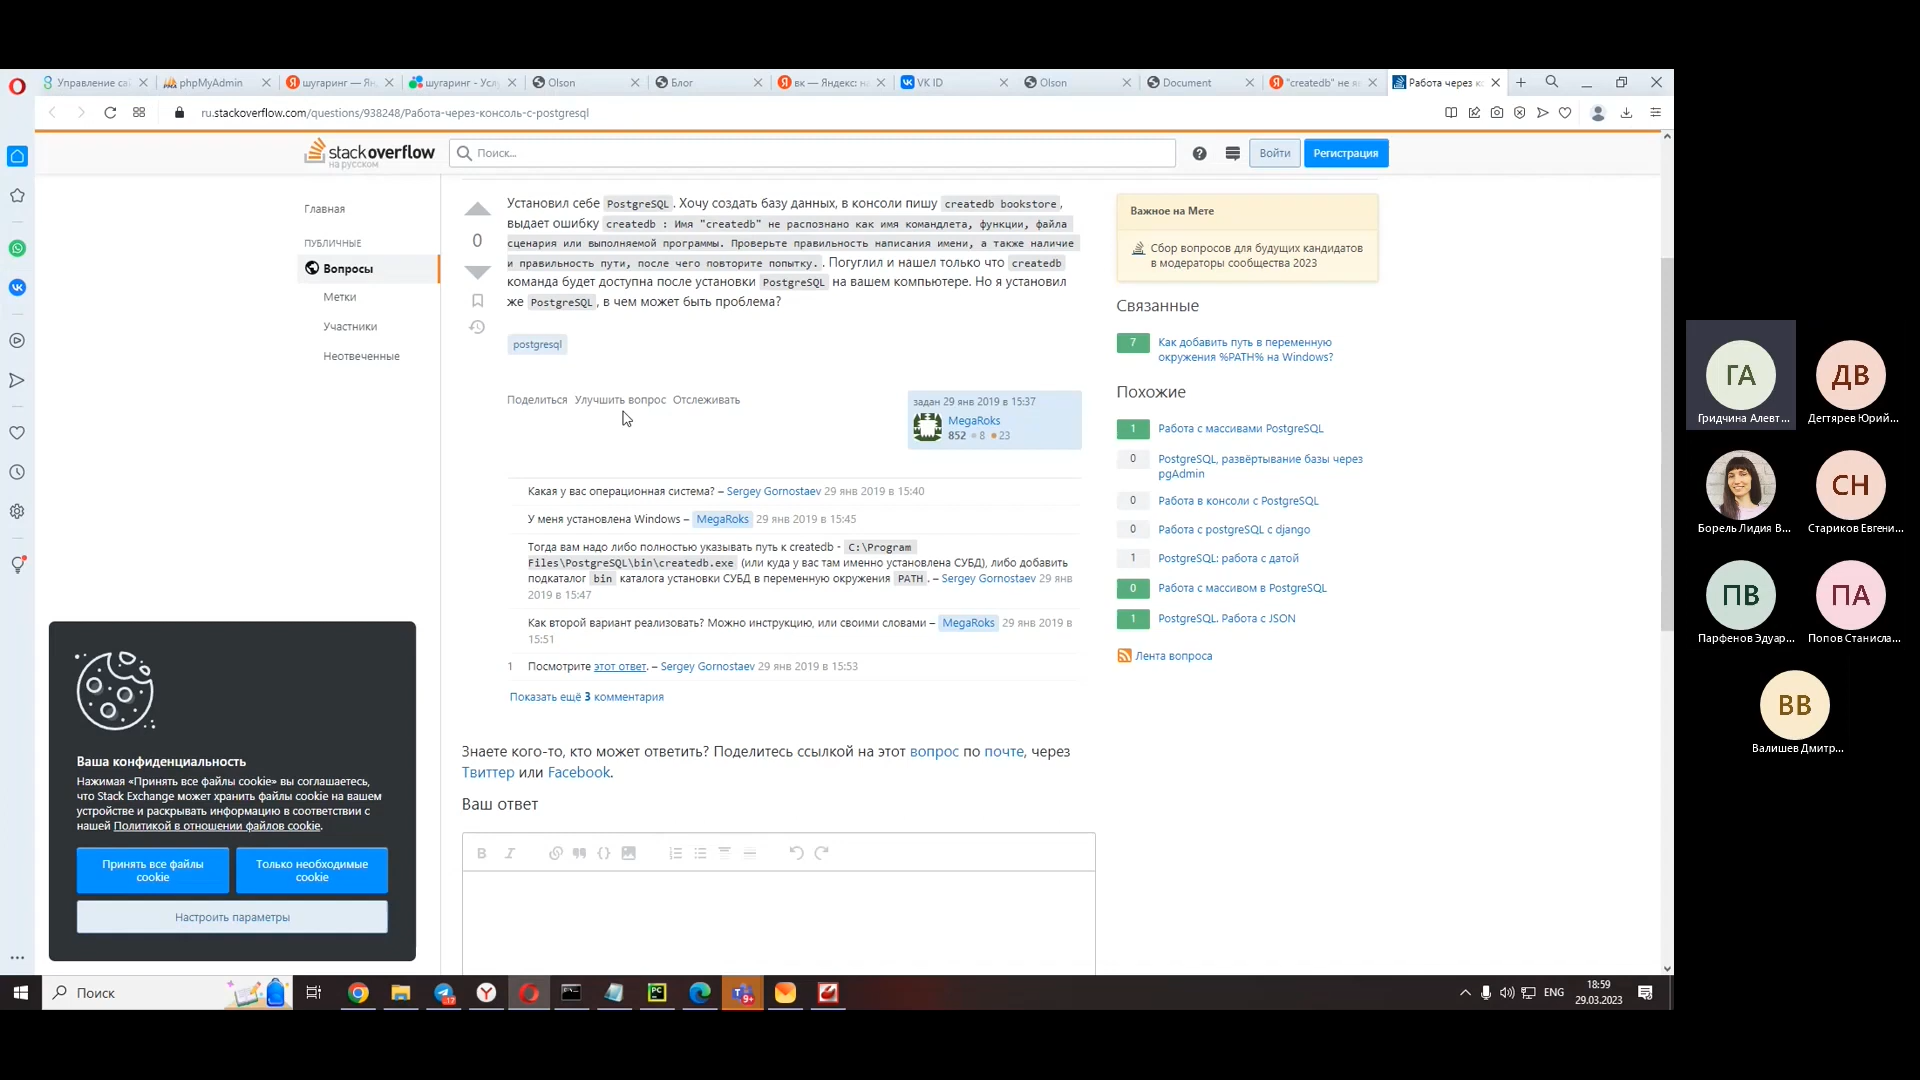 Управление сай
phpMyAdmin
шугаринг — Ян
шугаринг - Усл
Olson
Блог
вк — Яндекс: н
VK ID
Olson
Document
"createdb" не я
Работа через к
ru.stackoverflow.com/questions/938248/Работа-через-консоль-с-postgresql
stackoverflow
на русском
Поиск...
Войти
Регистрация
Главная
ПУБЛИЧНЫЕ
Вопросы
Метки
Участники
Неотвеченные
Установил себе PostgreSQL. Хочу создать базу данных, в консоли пишу createdb bookstore,
выдает ошибку createdb : Имя "createdb" не распознано как имя командлета, функции, файла
сценария или выполняемой программы. Проверьте правильность написания имени, а также наличие
и правильность пути, после чего повторите попытку.. Погуглил и нашел только что createdb
команда будет доступна после установки PostgreSQL на вашем компьютере. Но я установил
же PostgreSQL, в чем может быть проблема?
0
postgresql
Поделиться Улучшить вопрос Отслеживать
задан 29 янв 2019 в 15:37
MegaRoks
852 8 23
Какая у вас операционная система? – Sergey Gornostaev 29 янв 2019 в 15:40
У меня установлена Windows – MegaRoks 29 янв 2019 в 15:45
Тогда вам надо либо полностью указывать путь к createdb - C:\Program
Files\PostgreSQL\bin\createdb.exe (или куда у вас там именно установлена СУБД), либо добавить
подкаталог bin каталога установки СУБД в переменную окружения PATH. – Sergey Gornostaev 29 янв
2019 в 15:47
Как второй вариант реализовать? Можно инструкцию, или своими словами – MegaRoks 29 янв 2019 в
15:51
1 Посмотрите этот ответ. – Sergey Gornostaev 29 янв 2019 в 15:53
Показать ещё 3 комментария
Знаете кого-то, кто может ответить? Поделитесь ссылкой на этот вопрос по почте, через
Твиттер или Facebook.
Ваш ответ
B I
Важное на Мете
Сбор вопросов для будущих кандидатов
в модераторы сообщества 2023
Связанные
7 Как добавить путь в переменную
окружения %PATH% на Windows?
Похожие
1 Работа с массивами PostgreSQL
0 PostgreSQL, развёртывание базы через
pgAdmin
0 Работа в консоли с PostgreSQL
0 Работа с postgreSQL с django
1 PostgreSQL: работа с датой
0 Работа с массивом в PostgreSQL
1 PostgreSQL. Работа с JSON
Лента вопроса
Ваша конфиденциальность
Нажимая «Принять все файлы cookie» вы соглашаетесь,
что Stack Exchange может хранить файлы cookie на вашем
устройстве и раскрывать информацию в соответствии с
нашей Политикой в отношении файлов cookie.
Принять все файлы
cookie
Только необходимые
cookie
Настроить параметры
ГА
Гридчина Алевт...
ДВ
Дегтярев Юрий...
Борель Лидия В...
СН
Стариков Евгени...
ПВ
Парфенов Эдуар...
ПА
Попов Станисла...
ВВ
Валишев Дмитр...
Поиск
17
PC
9+
ENG
18:59
29.03.2023